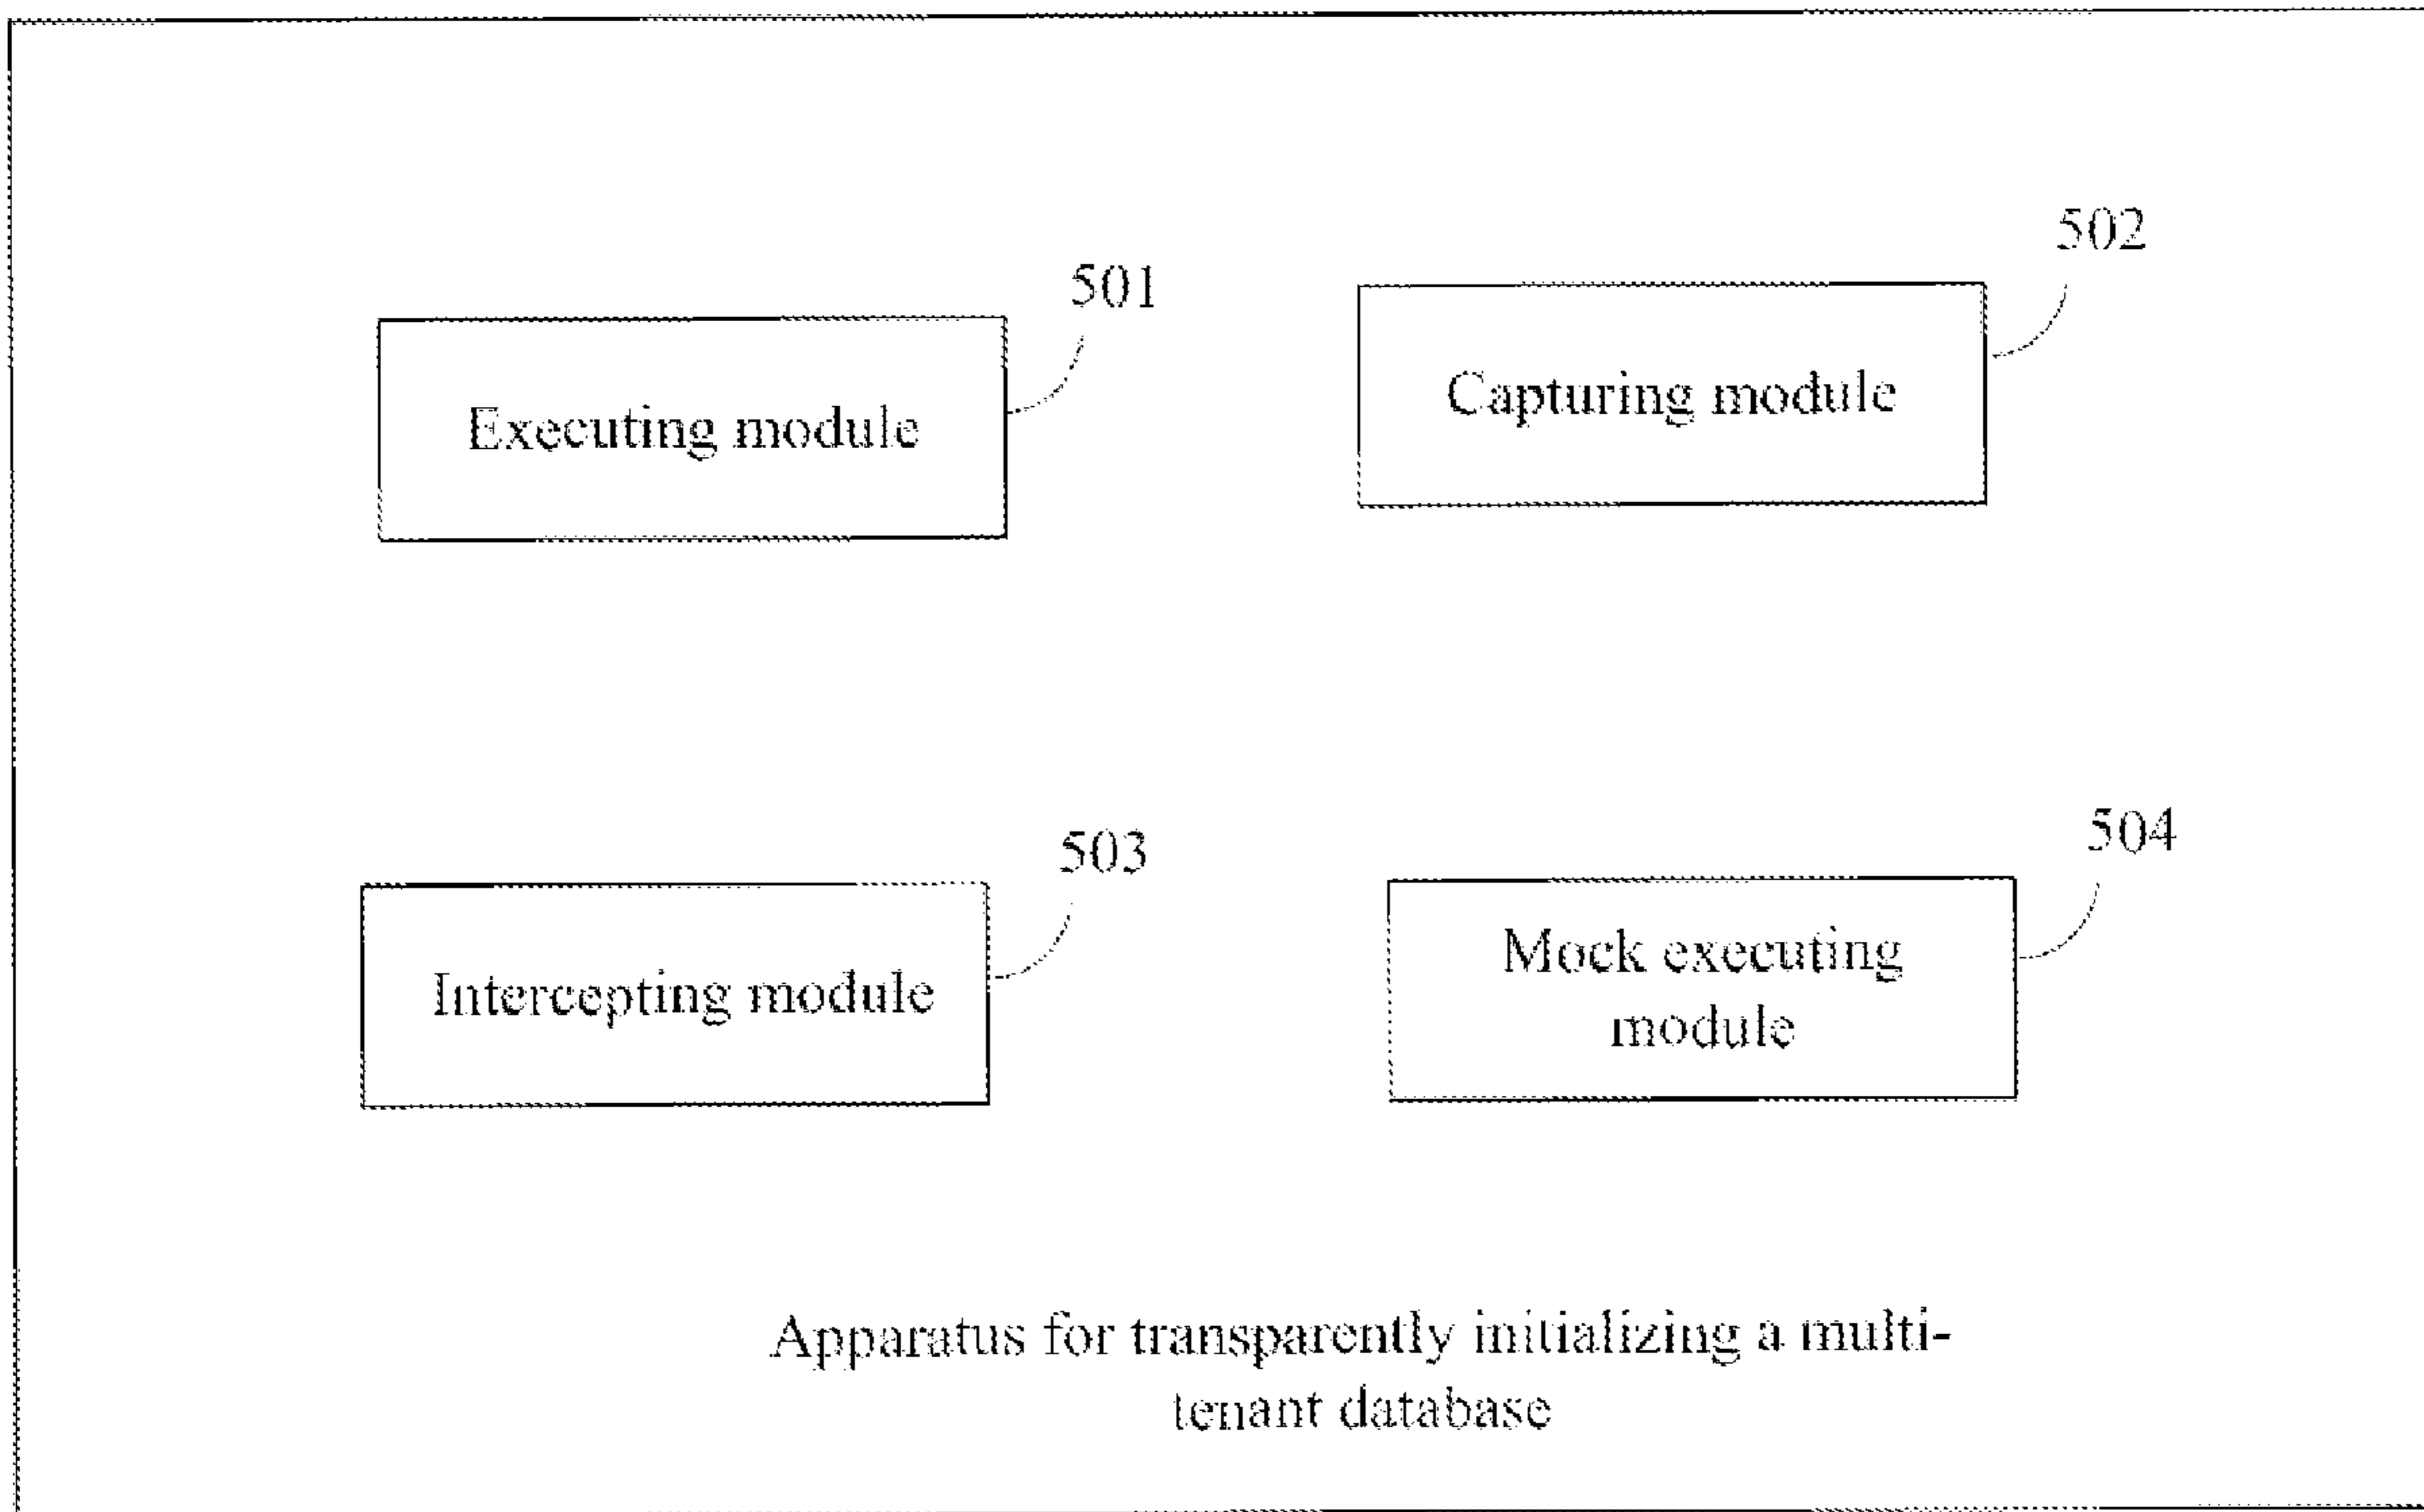 501
Executing module
502
Capturing module
503
Intercepting module
504
Mock executing
module
Apparatus for transparently initializing a multi-
tenant database